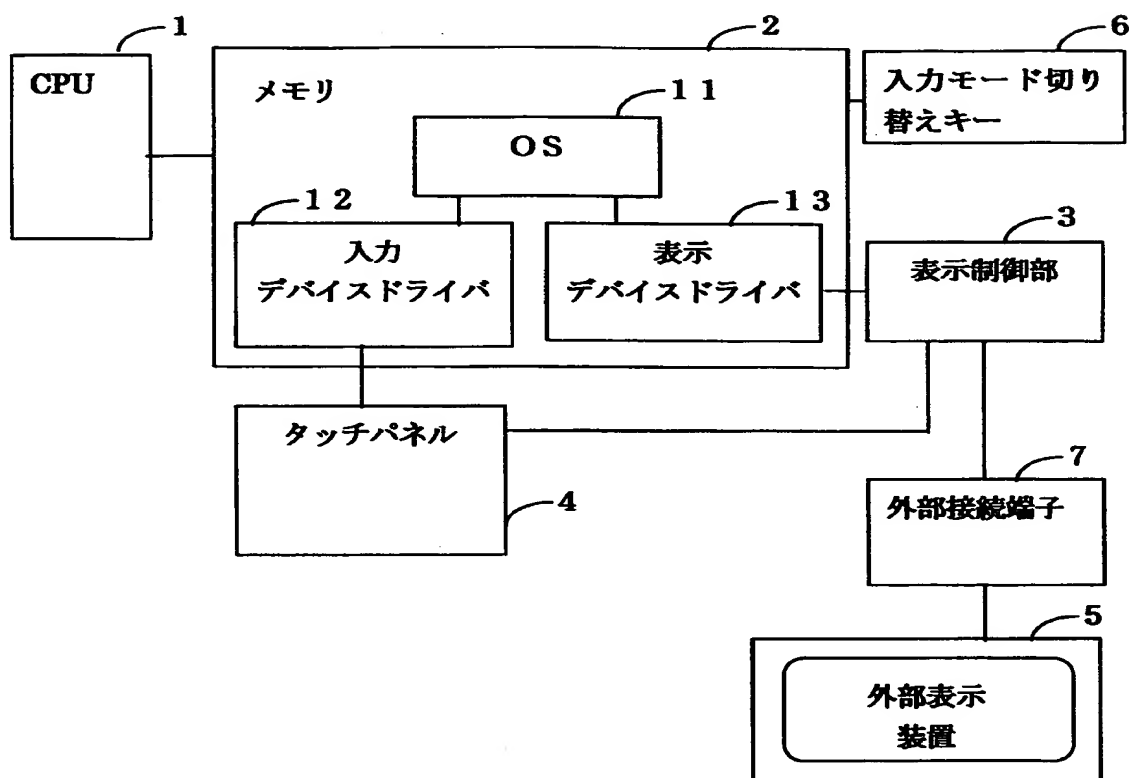 1
CPU
2
メモリ
11
OS
12
入力
デバイスドライバ
13
表示
デバイスドライバ
6
入力モード切り
替えキー
3
表示制御部
タッチパネル
4
7
外部接続端子
5
外部表示
装置